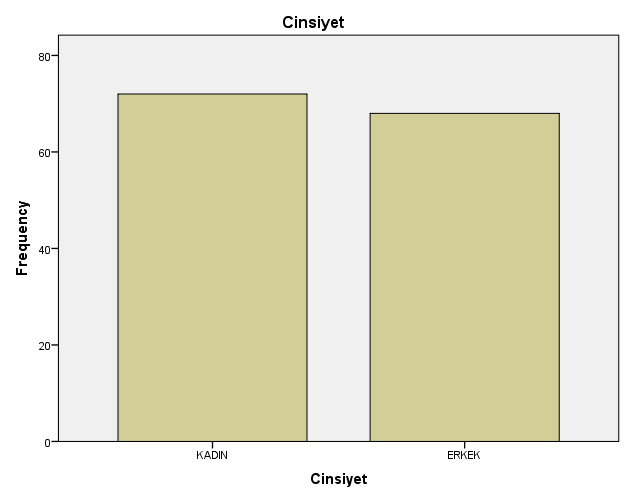 Cinsiyet
80
60
40
20
0
Frequency
KADIN
ERKEK
Cinsiyet